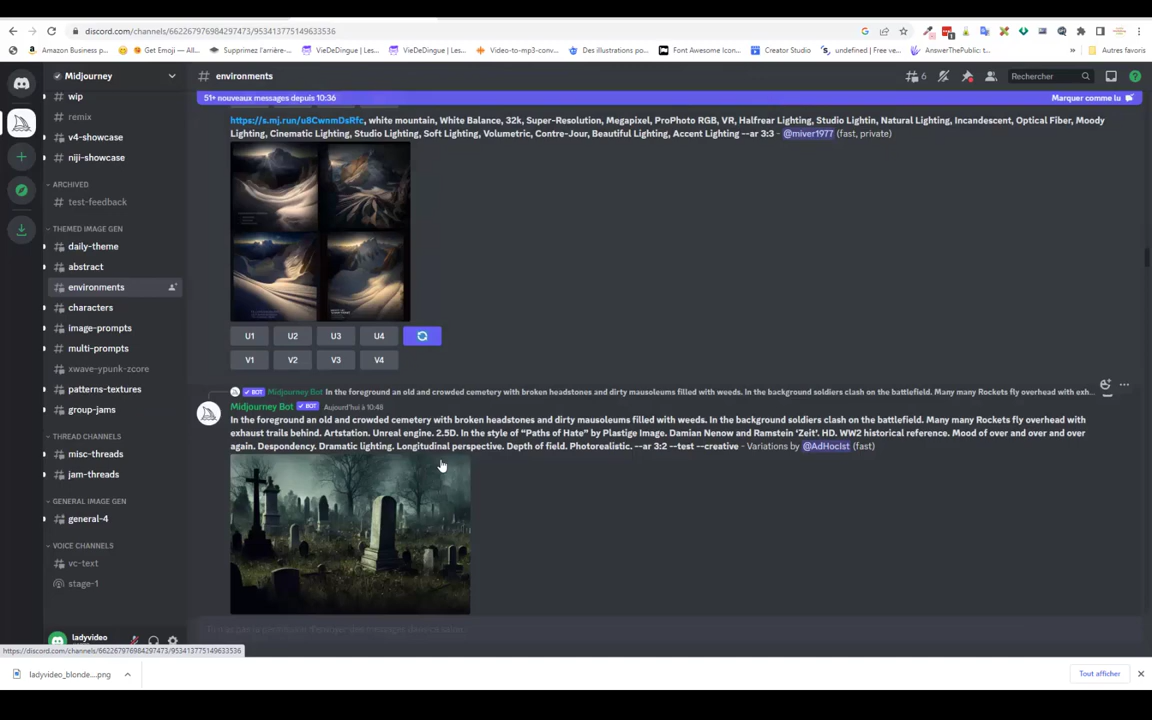 discord.com/channels/662267976984297473/953413775149633536
Amazon Business p...
Get Emoji — All...
Supprimez l'arrière-...
VieDeDingue | Les...
VieDeDingue | Les...
Video-to-mp3-conv...
Des illustrations po...
Font Awesome Icon...
Creator Studio
undefined | Free ve...
AnswerThePublic: t...
»
Autres favoris
Midjourney
# environments
6
Rechercher
51+ nouveaux messages depuis 10:36
Marquer comme lu
wip
remix
v4-showcase
niji-showcase
ARCHIVED
test-feedback
THEMED IMAGE GEN
daily-theme
abstract
environments
characters
image-prompts
multi-prompts
xwave-ypunk-zcore
patterns-textures
group-jams
THREAD CHANNELS
misc-threads
jam-threads
GENERAL IMAGE GEN
general-4
VOICE CHANNELS
vc-text
stage-1
ladyvideo
https://s.mj.run/u8CwnmDsRfc, white mountain, White Balance, 32k, Super-Resolution, Megapixel, ProPhoto RGB, VR, Halfrear Lighting, Studio Lightin, Natural Lighting, Incandescent, Optical Fiber, Moody
Lighting, Cinematic Lighting, Studio Lighting, Soft Lighting, Volumetric, Contre-Jour, Beautiful Lighting, Accent Lighting --ar 3:3 - @miver1977 (fast, private)
U1 U2 U3 U4
V1 V2 V3 V4
BOT Midjourney Bot In the foreground an old and crowded cemetery with broken headstones and dirty mausoleums filled with weeds. In the background soldiers clash on the battlefield. Many many Rockets fly overhead with exh...
Midjourney Bot BOT Aujourd'hui à 10:48
In the foreground an old and crowded cemetery with broken headstones and dirty mausoleums filled with weeds. In the background soldiers clash on the battlefield. Many many Rockets fly overhead with
exhaust trails behind. Artstation. Unreal engine. 2.5D. In the style of “Paths of Hate” by Plastige Image. Damian Nenow and Ramstein ‘Zeit’. HD. WW2 historical reference. Mood of over and over and over
again. Despondency. Dramatic lighting. Longitudinal perspective. Depth of field. Photorealistic. --ar 3:2 --test --creative - Variations by @AdHocIst (fast)
https://discord.com/channels/662267976984297473/953413775149633536
ladyvideo_blonde....png
Tout afficher